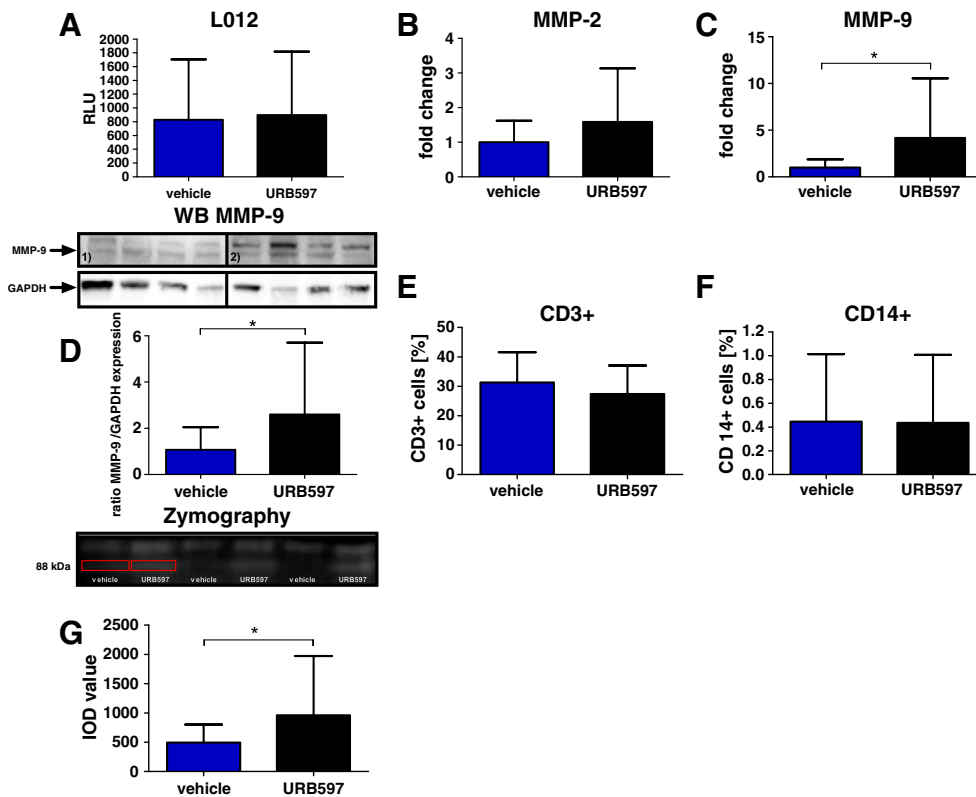 A
L012
RLU
2000
1800
1600
1400
1200
1000
800
600
400
200
0
vehicle
URB597
B
MMP-2
fold change
4
3
2
1
0
vehicle
URB597
C
MMP-9
fold change
15
10
5
0
*
vehicle
URB597
WB MMP-9
MMP-9
1)
2)
GAPDH
D
ratio MMP-9 /GAPDH expression
6
4
2
0
*
vehicle
URB597
E
CD3+
CD3+ cells [%]
50
40
30
20
10
0
vehicle
URB597
F
CD14+
CD 14+ cells [%]
1.2
1.0
0.8
0.6
0.4
0.2
0.0
vehicle
URB597
Zymography
88 kDa
vehicle URB597 vehicle URB597 vehicle URB597
G
IOD value
2500
2000
1500
1000
500
0
*
vehicle
URB597